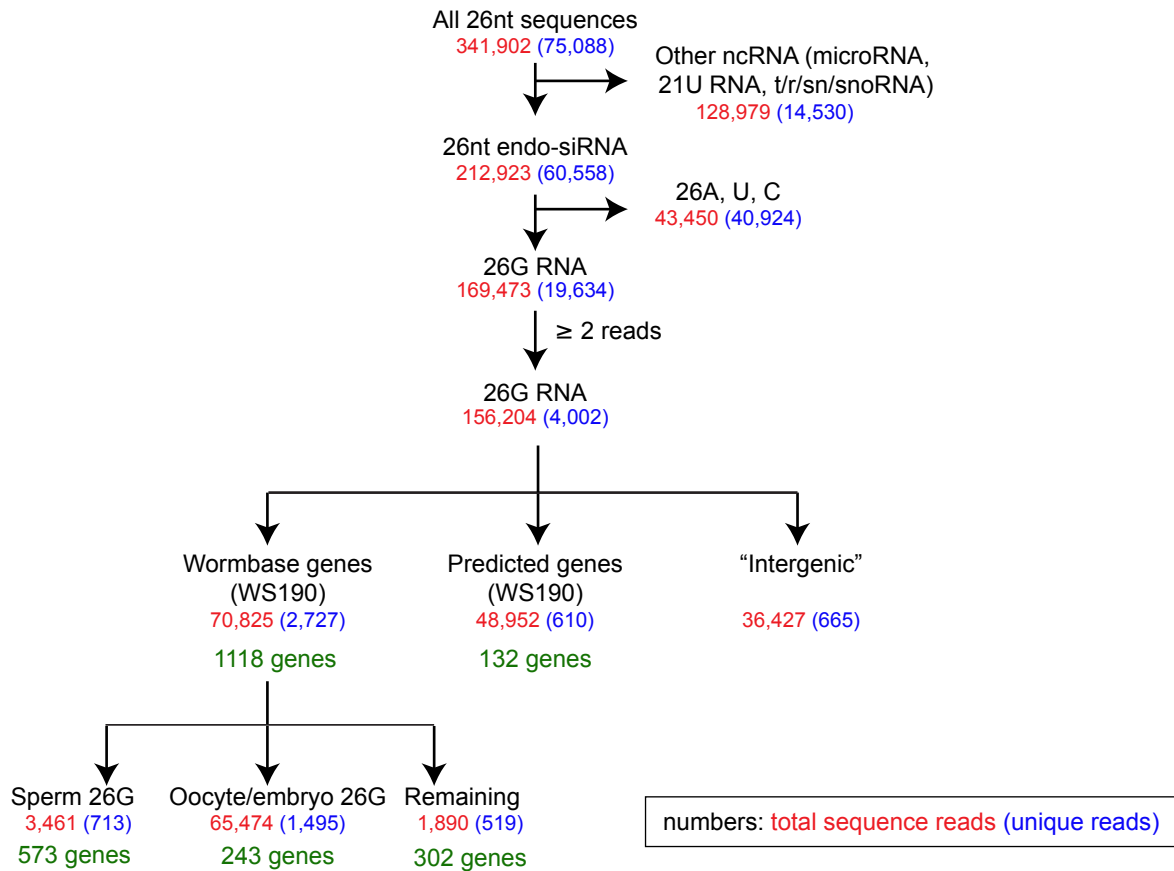 All 26nt sequences
341,902 (75,088)
Other ncRNA (microRNA,
21U RNA, t/r/sn/snoRNA)
128,979 (14,530)
26nt endo-siRNA
212,923 (60,558)
26A, U, C
43,450 (40,924)
26G RNA
169,473 (19,634)
≥ 2 reads
26G RNA
156,204 (4,002)
Wormbase genes
(WS190)
70,825 (2,727)
1118 genes
Predicted genes
(WS190)
48,952 (610)
132 genes
“Intergenic”
36,427 (665)
Sperm 26G
3,461 (713)
573 genes
Oocyte/embryo 26G
65,474 (1,495)
243 genes
Remaining
1,890 (519)
302 genes
numbers: total sequence reads (unique reads)